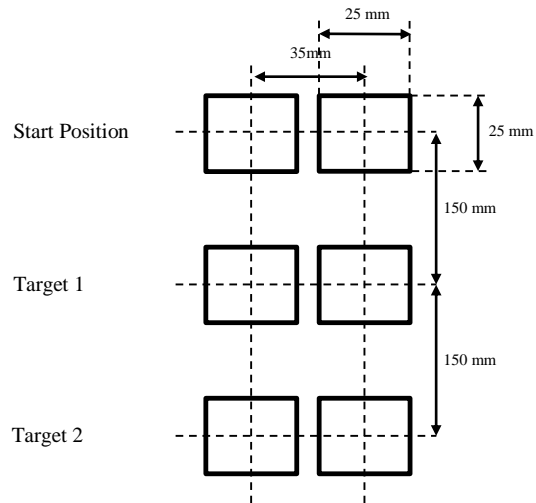 25 mm
35mm
Start Position
25 mm
150 mm
Target 1
150 mm
Target 2